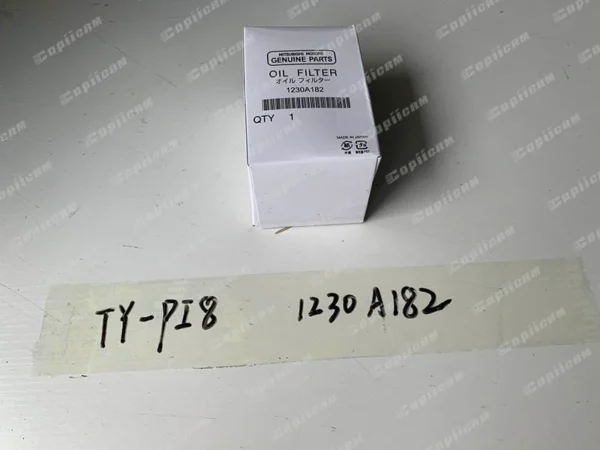 MITSUBISHI MOTORS
GENUINE PARTS
OIL FILTER
オイル フィルター
1230A182
QTY 1
MADE IN JAPAN
TY-PI8 1230A182
Copiicam